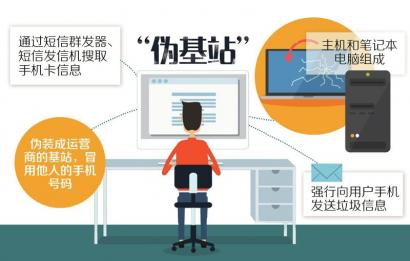 通过短信群发器、
短信发信机搜取
手机卡信息
“伪基站”
主机和笔记本
电脑组成
伪装成运营
商的基站，冒
用他人的手机
号码
强行向用户手机
发送垃圾信息